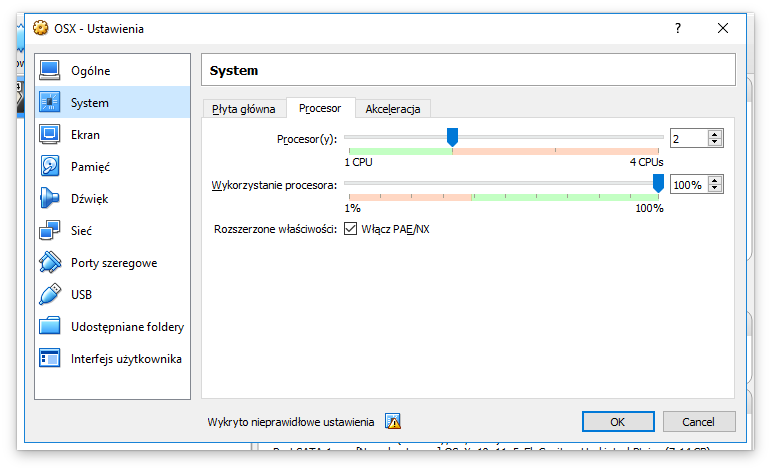 OSX - Ustawienia
?
Ogólne
System
Ekran
Pamięć
Dźwięk
Sieć
Porty szeregowe
USB
Udostępniane foldery
Interfejs użytkownika
System
Płyta główna
Procesor
Akceleracja
Procesor(y):
2
1 CPU
4 CPUs
Wykorzystanie procesora:
100%
1%
100%
Rozszerzone właściwości:
Włącz PAE/NX
Wykryto nieprawidłowe ustawienia
OK
Cancel